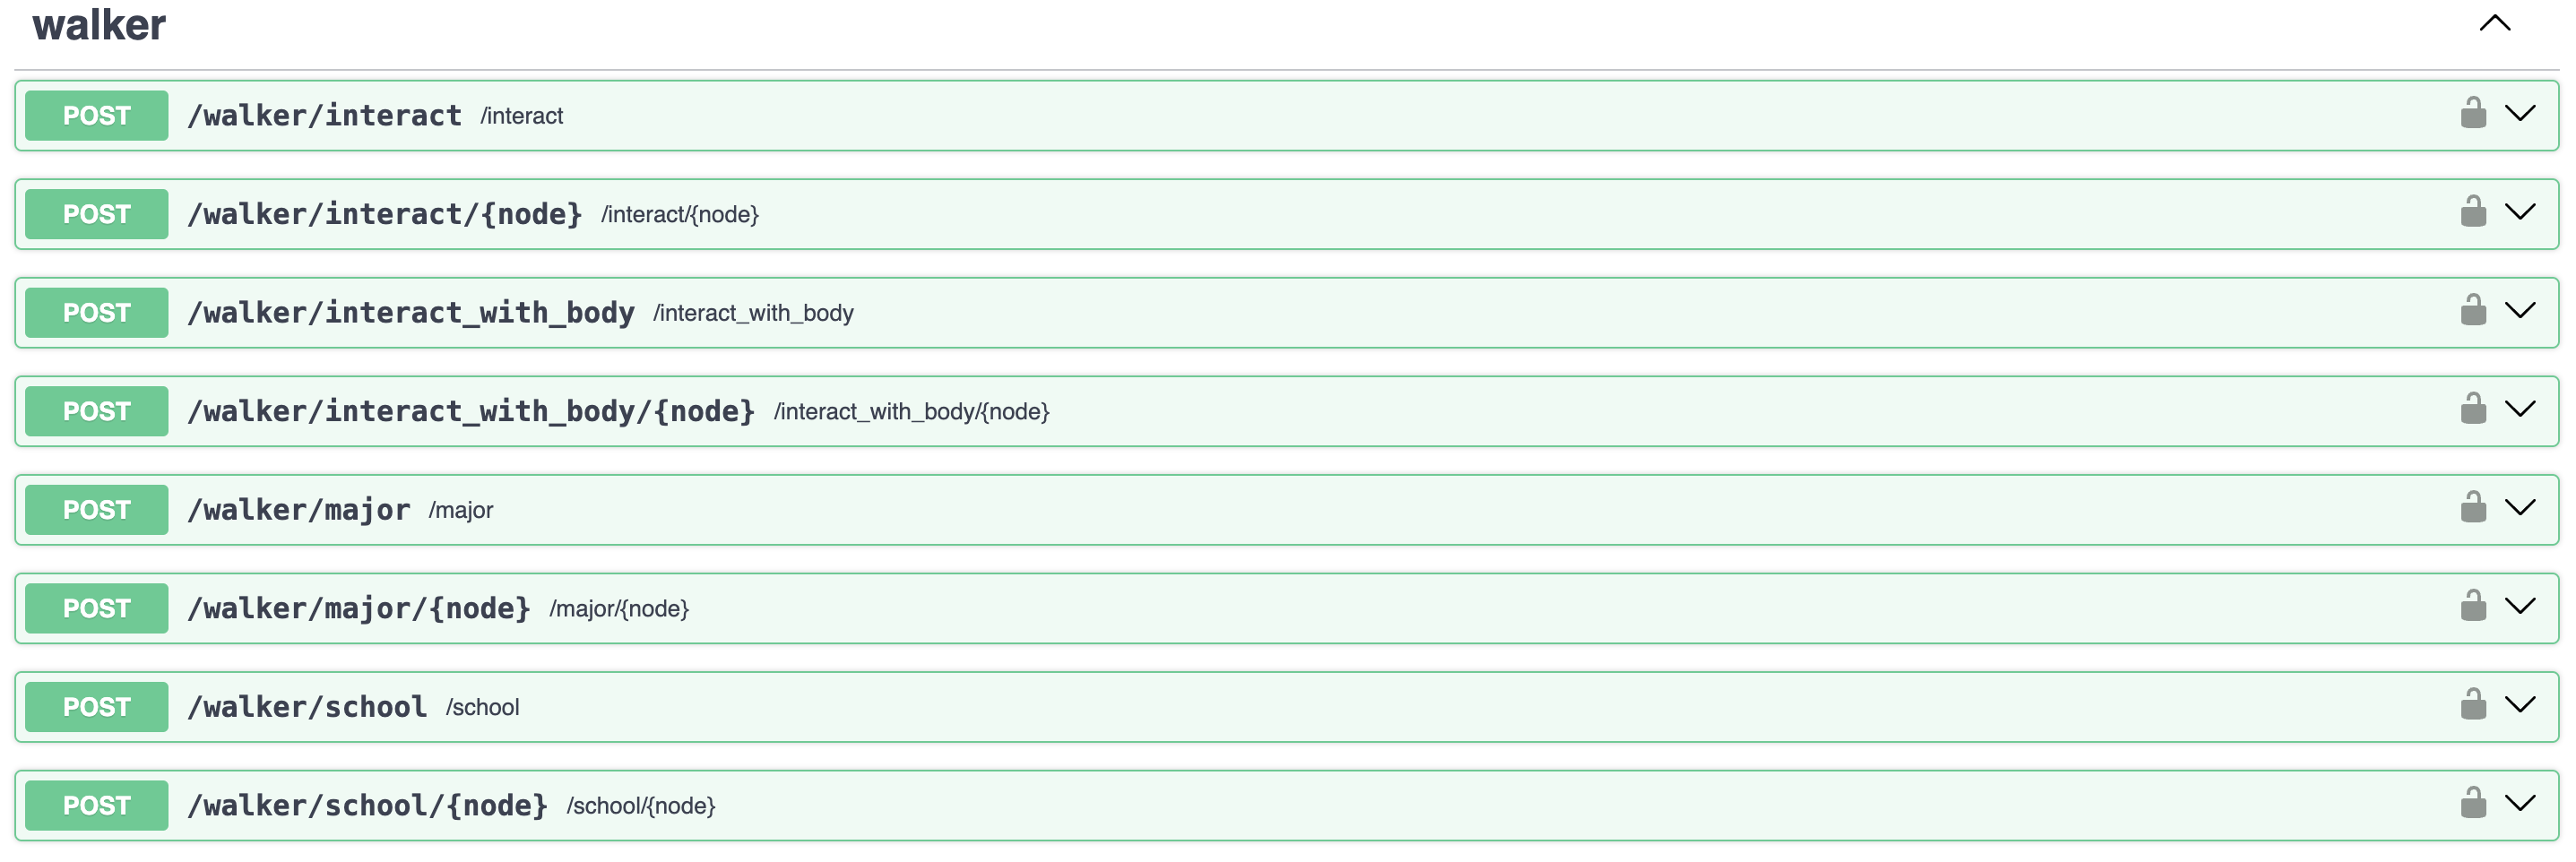 walker
POST /walker/interact /interact
POST /walker/interact/{node} /interact/{node}
POST /walker/interact_with_body /interact_with_body
POST /walker/interact_with_body/{node} /interact_with_body/{node}
POST /walker/major /major
POST /walker/major/{node} /major/{node}
POST /walker/school /school
POST /walker/school/{node} /school/{node}